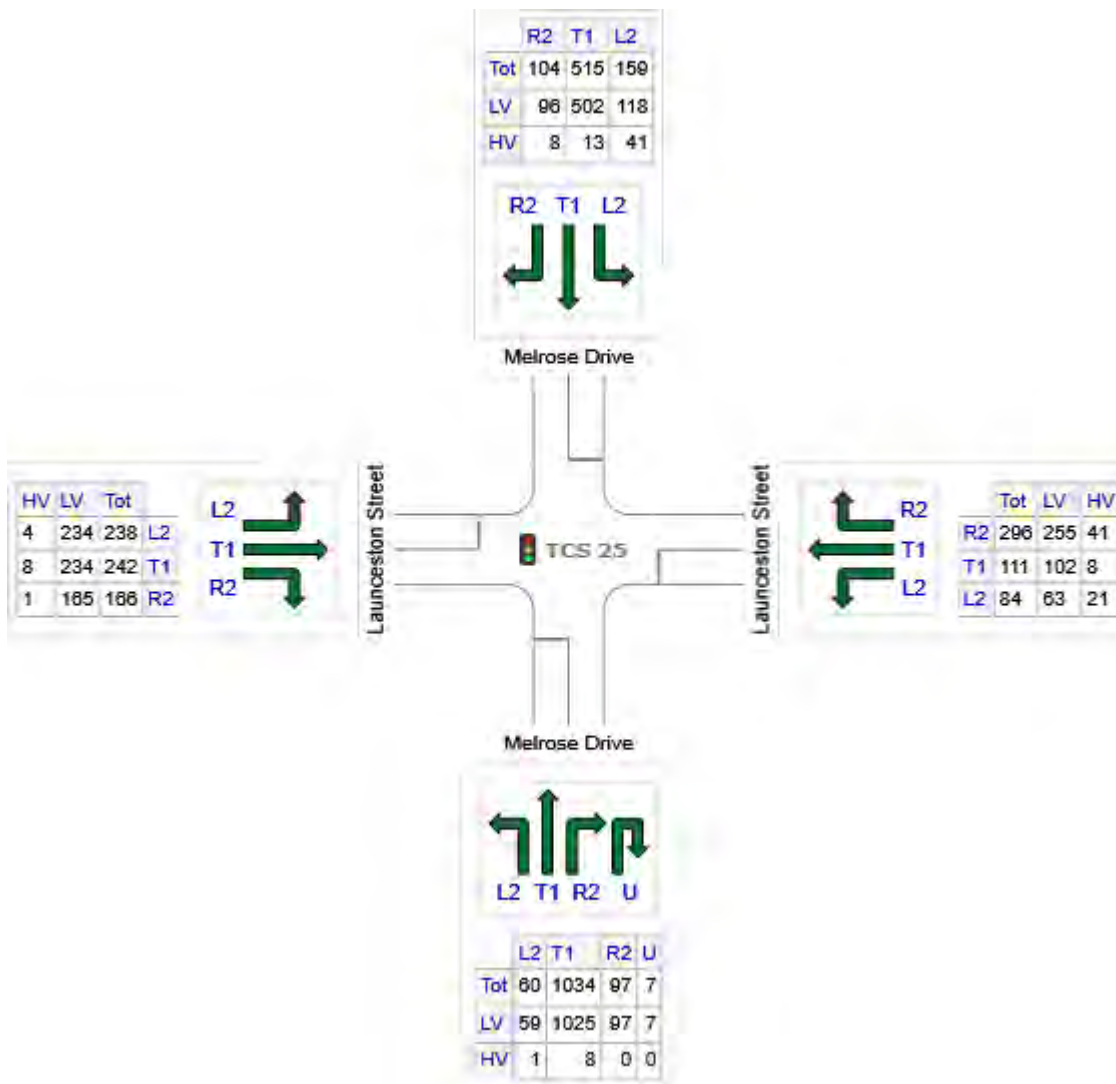 R2 T1 L2
Tot 104 515 159
LV 96 502 118
HV 8 13 41
R2 T1 L2
Melrose Drive
HV LV Tot
4 234 238 L2
8 234 242 T1
1 165 166 R2
L2
T1
R2
Launceston Street
TCS 25
Launceston Street
R2
T1
L2
Tot LV HV
R2 296 255 41
T1 111 102 8
L2 84 63 21
Melrose Drive
L2 T1 R2 U
L2 T1 R2 U
Tot 60 1034 97 7
LV 59 1025 97 7
HV 1 8 0 0